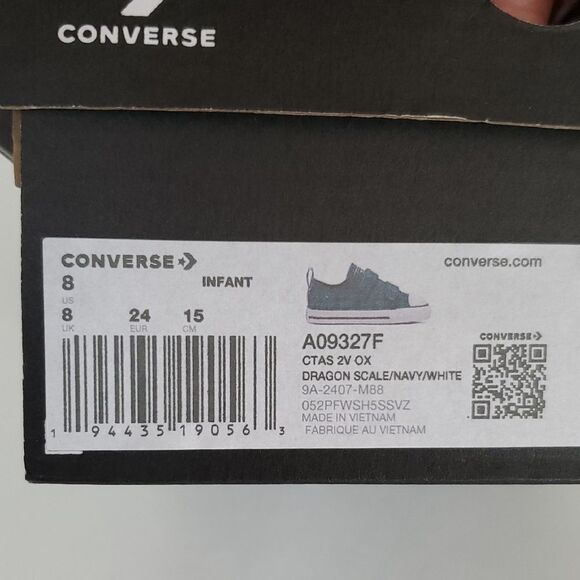 CONVERSE
CONVERSE
8
US
INFANT
8
UK
24
EUR
15
CM
1 94435 19056 3
converse.com
A09327F
CTAS 2V OX
DRAGON SCALE/NAVY/WHITE
9A-2407-M88
052PFWSH5SSVZ
MADE IN VIETNAM
FABRIQUE AU VIETNAM
CONVERSE